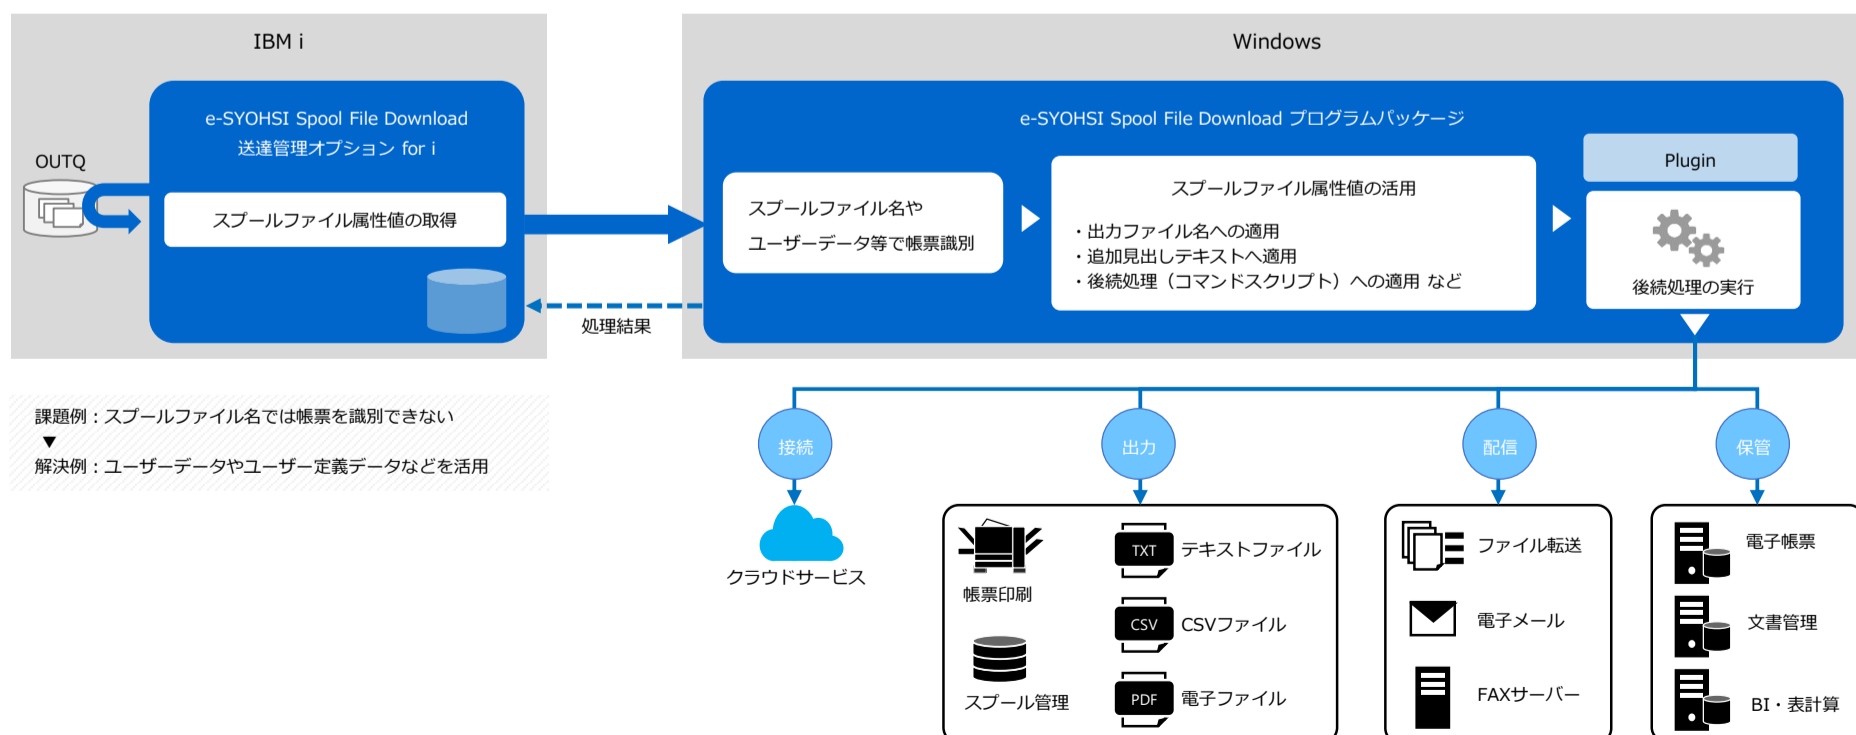 IBM i
Windows
e-SYOHSI Spool File Download
送達管理オプション for i
OUTQ
スプールファイル属性値の取得
処理結果
e-SYOHSI Spool File Download プログラムパッケージ
スプールファイル名や
ユーザーデータ等で帳票識別
スプールファイル属性値の活用
・出力ファイル名への適用
・追加見出しテキストへ適用
・後続処理（コマンドスクリプト）への適用 など
Plugin
後続処理の実行
課題例：スプールファイル名では帳票を識別できない
▼
解決例：ユーザーデータやユーザー定義データなどを活用
接続
出力
配信
保管
クラウドサービス
帳票印刷
スプール管理
TXT テキストファイル
CSV CSVファイル
PDF 電子ファイル
ファイル転送
電子メール
FAXサーバー
電子帳票
文書管理
BI・表計算